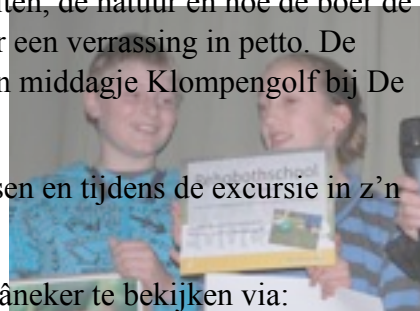 iten, de natuur en hoe de boer de
r een verrassing in petto. De
n middagje Klompengolf bij De
Rehobothschool
sen en tijdens de excursie in z'n
âneker te bekijken via: